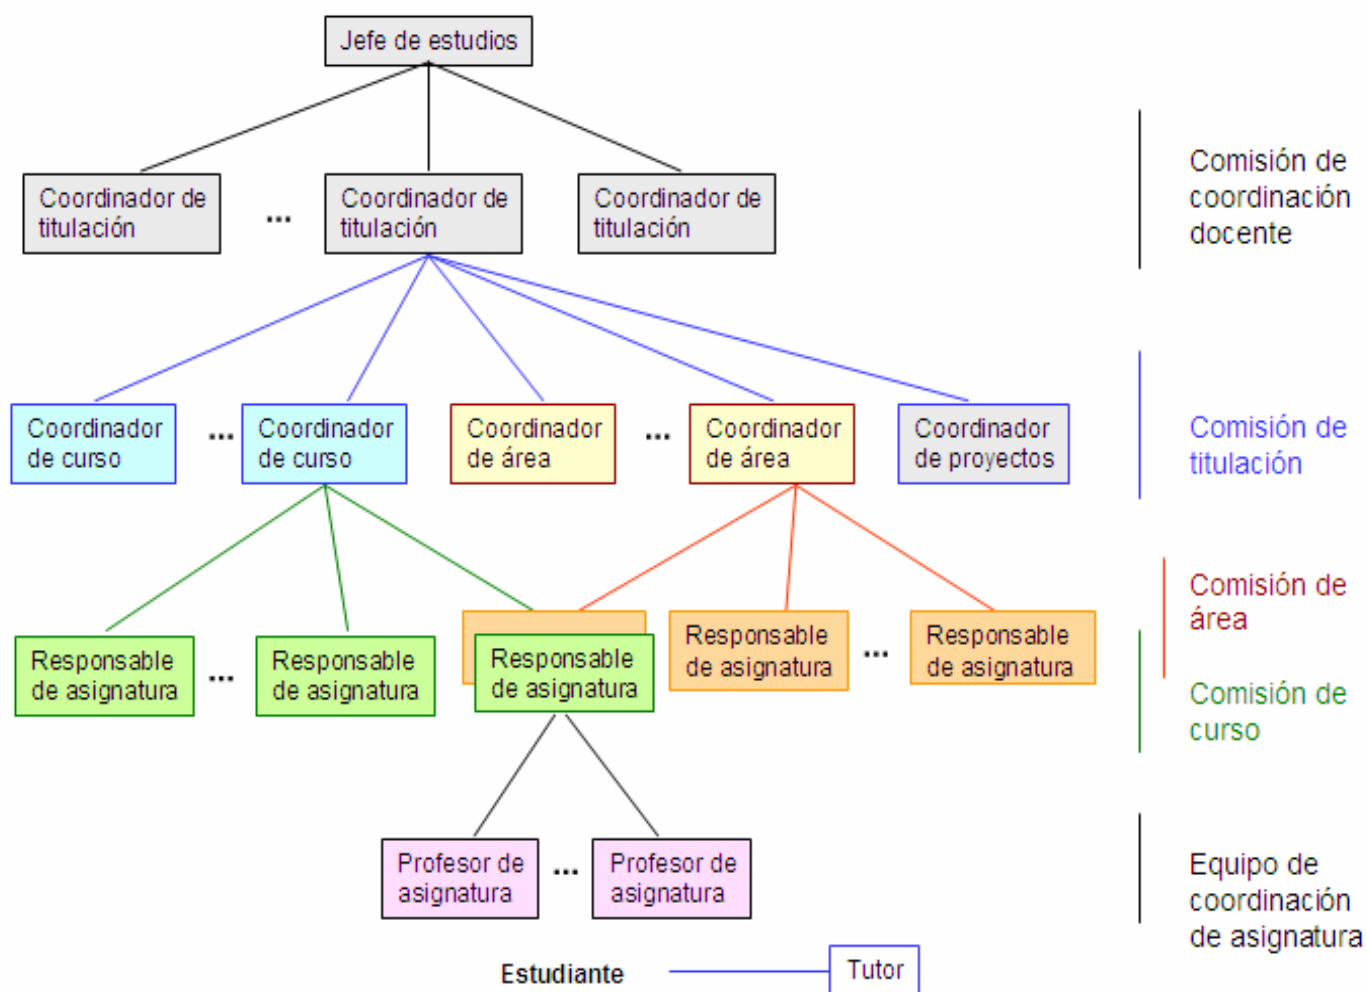 Jefe de estudios
Comisión de
coordinación
docente
Coordinador de
titulación
...
Coordinador de
titulación
Coordinador de
titulación
Coordinador
de curso
...
Coordinador
de curso
Coordinador
de área
...
Coordinador
de área
Coordinador
de proyectos
Comisión de
titulación
Comisión de
área
Responsable
de asignatura
...
Responsable
de asignatura
Responsable
de asignatura
Responsable
de asignatura
...
Responsable
de asignatura
Comisión de
curso
Profesor de
asignatura
...
Profesor de
asignatura
Equipo de
coordinación
de asignatura
Estudiante
Tutor